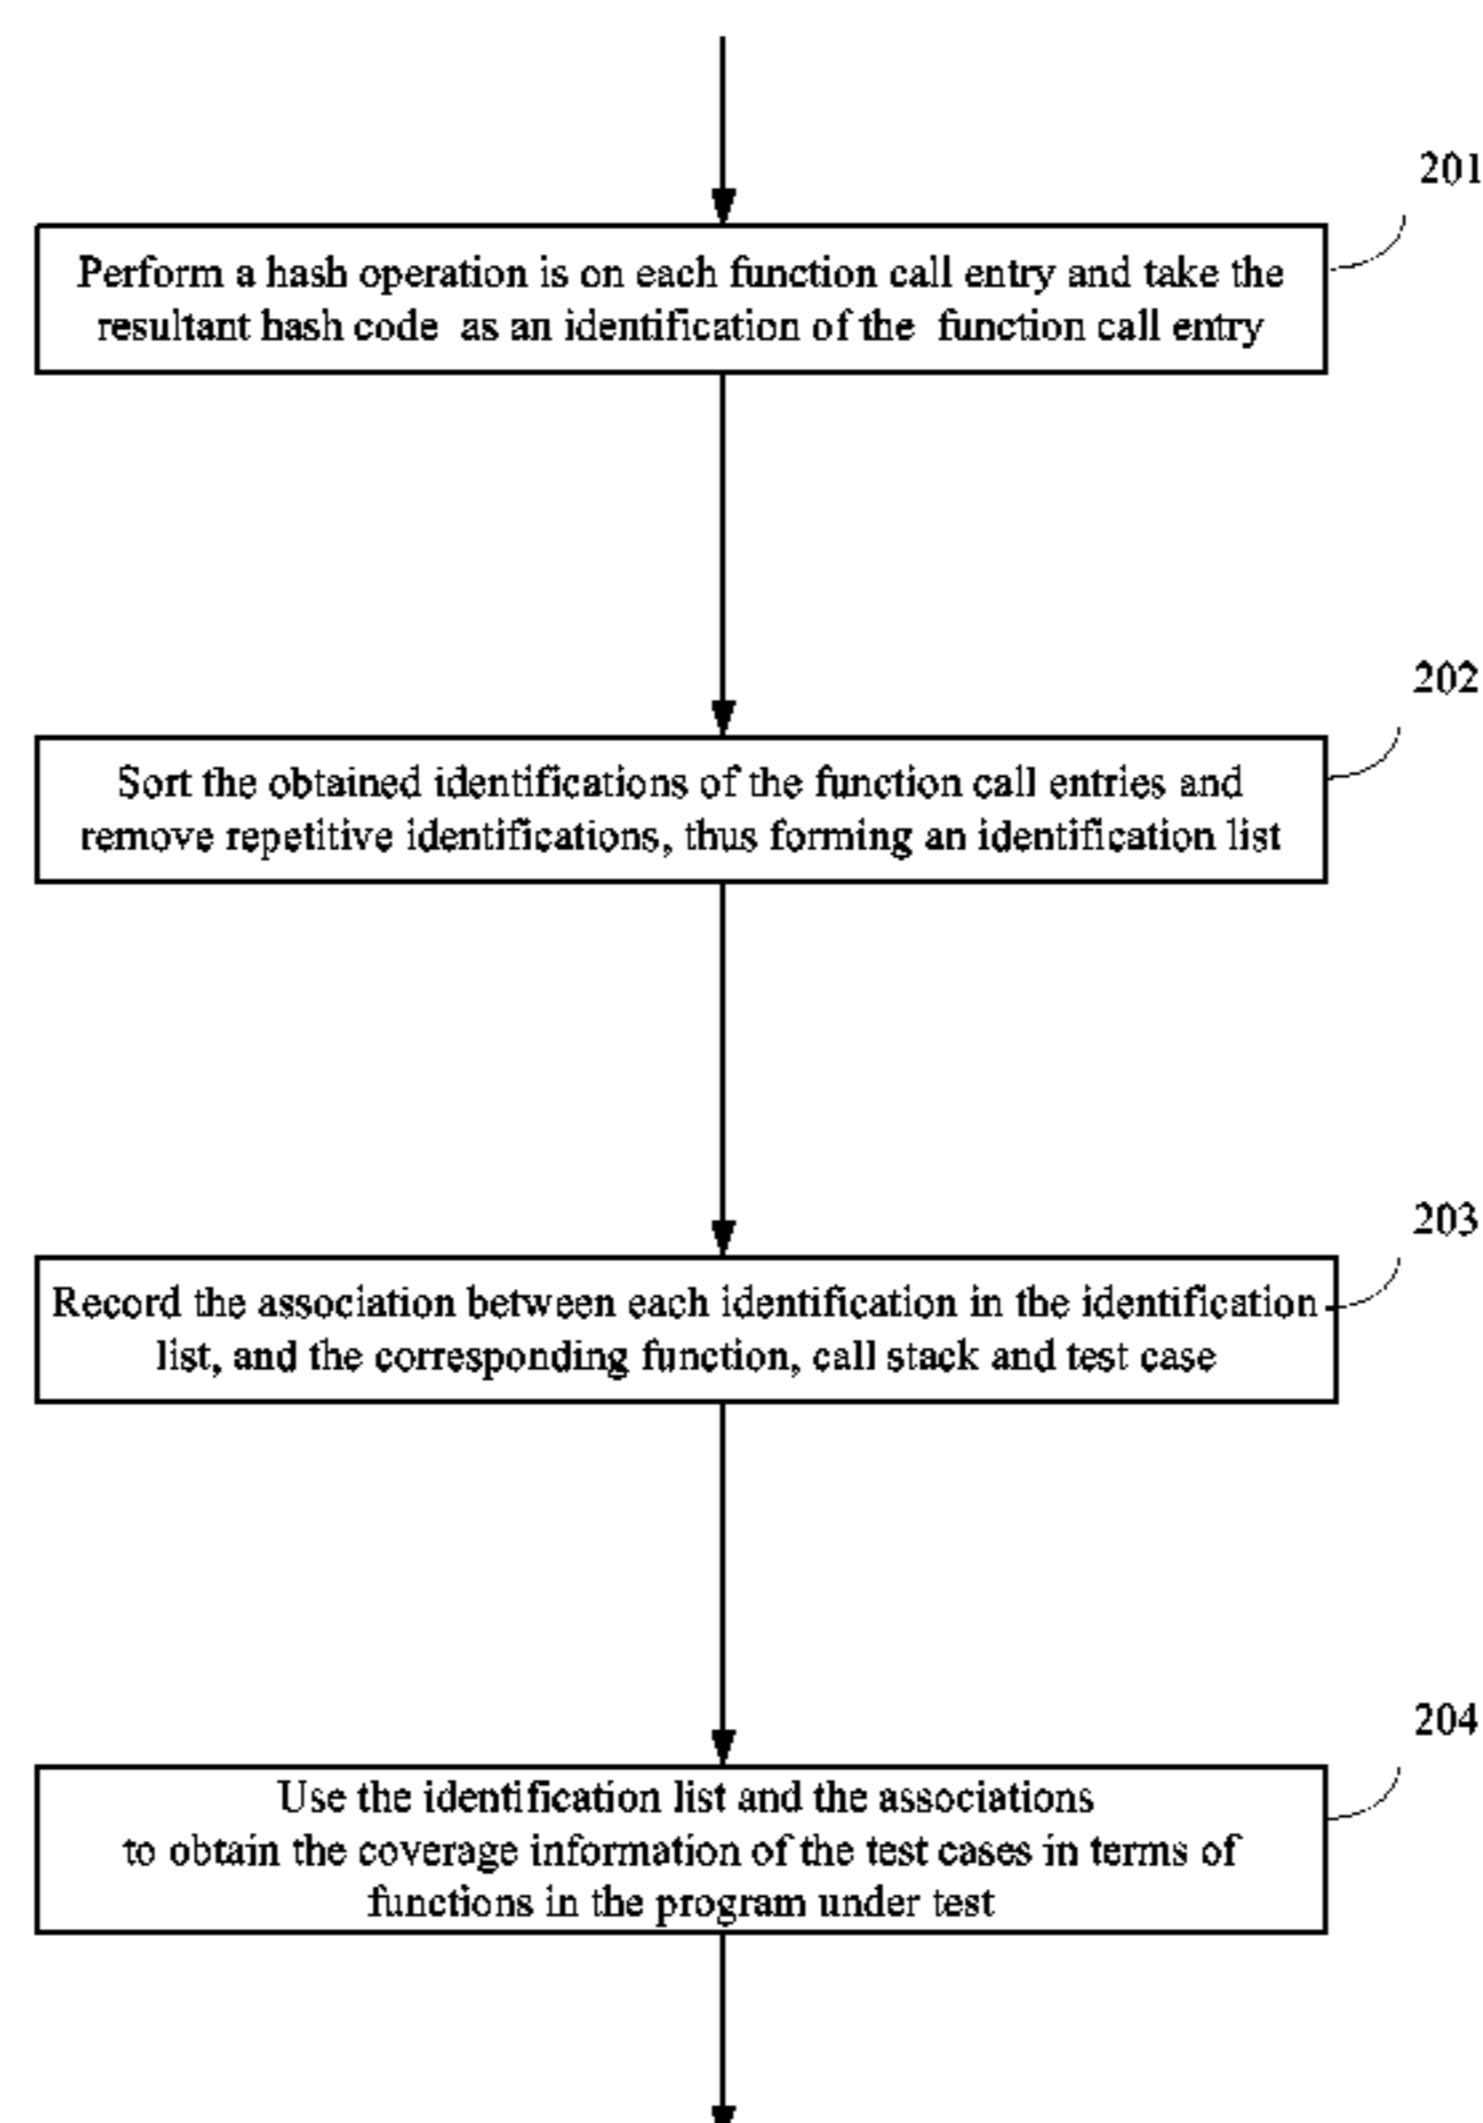 201
Perform a hash operation is on each function call entry and take the
resultant hash code as an identification of the function call entry
202
Sort the obtained identifications of the function call entries and
remove repetitive identifications, thus forming an identification list
203
Record the association between each identification in the identification
list, and the corresponding function, call stack and test case
204
Use the identification list and the associations
to obtain the coverage information of the test cases in terms of
functions in the program under test